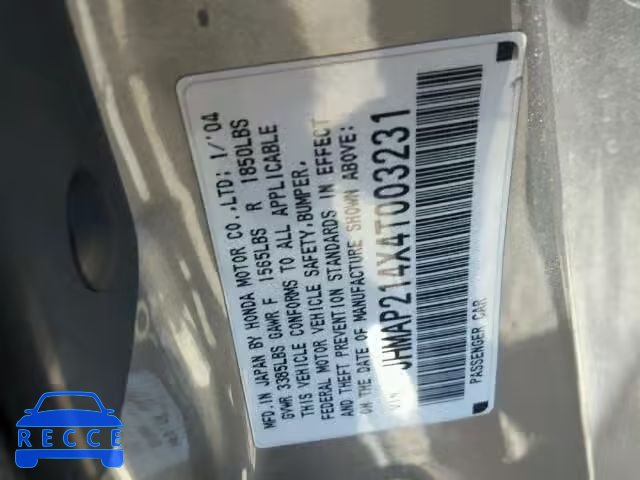 MFD.IN JAPAN BY HONDA MOTOR CO.,LTD; 1/'04
GVWR 3385LBS GAWR F 1565LBS R 1850LBS
THIS VEHICLE CONFORMS TO ALL APPLICABLE
FEDERAL MOTOR VEHICLE SAFETY,BUMPER,
AND THEFT PREVENTION STANDARDS IN EFFECT
ON THE DATE OF MANUFACTURE SHOWN ABOVE:
VIN: JHMAP214X4T003231
PASSENGER CAR
RECCE